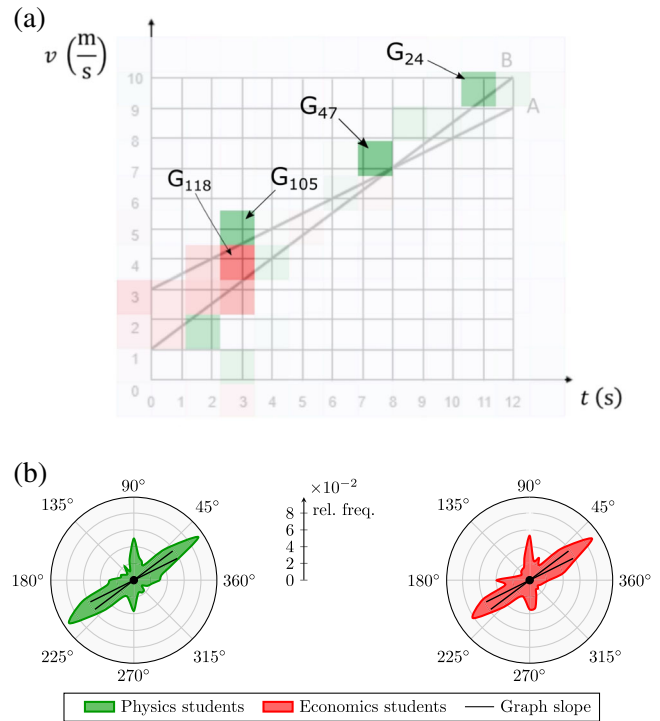 (a)
v (m/s)
G24
B
10
A
9
G47
8
7
G118
G105
6
5
4
3
2
1
0
0 1 2 3 4 5 6 7 8 9 10 11 12
t (s)
(b)
90° ×10−2 90°
135° 45° 8 rel. freq. 135° 45°
6
4
2
180° 360° 0 180° 360°
225° 315° 225° 315°
270° 270°
Physics students Economics students Graph slope